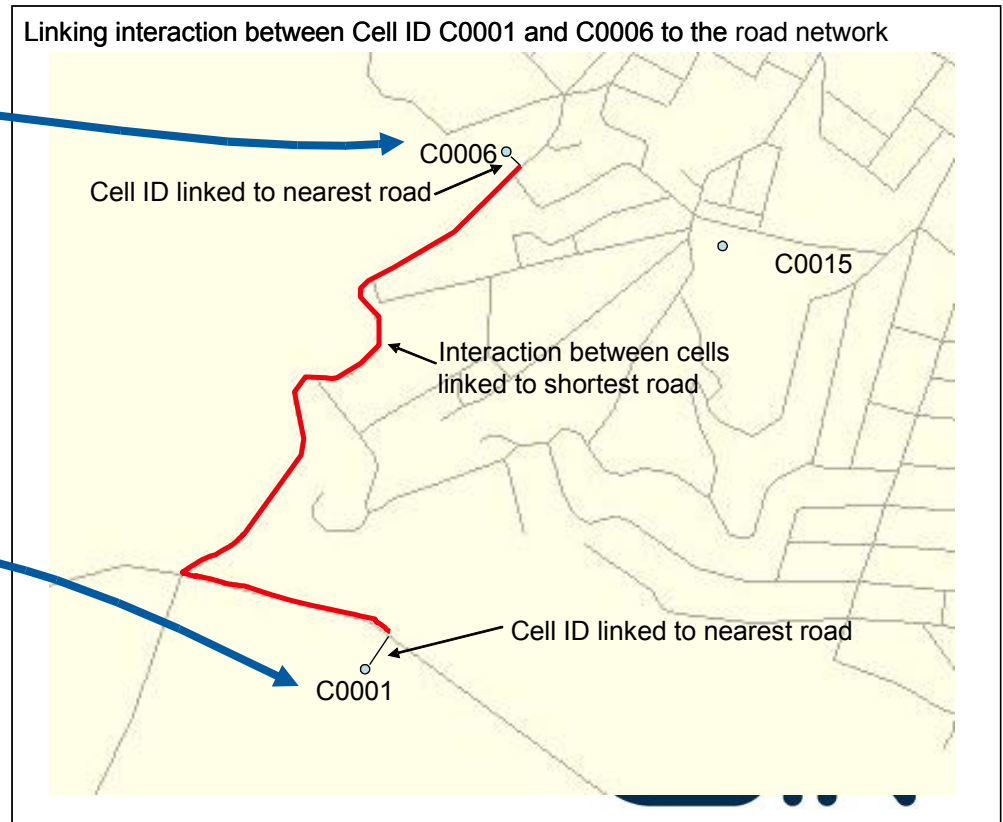 Linking interaction between Cell ID C0001 and C0006 to the road network
C0006
Cell ID linked to nearest road
C0015
Interaction between cells
linked to shortest road
Cell ID linked to nearest road
C0001